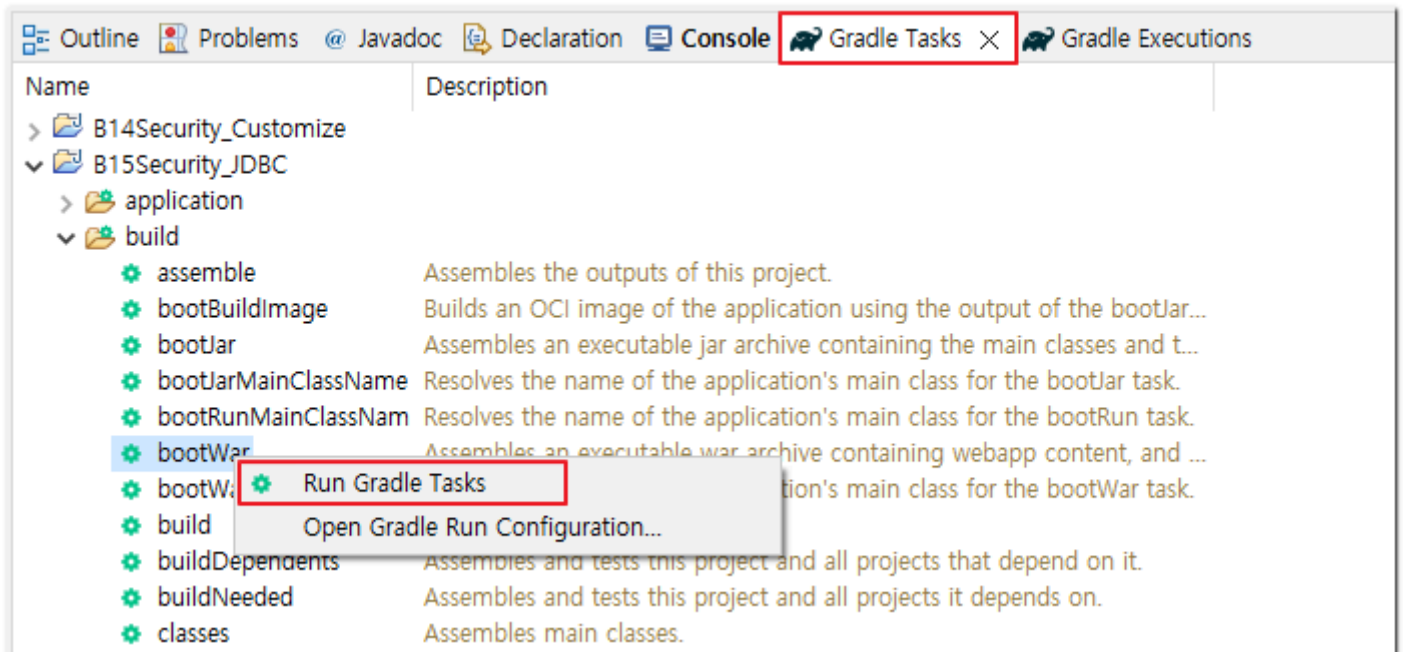 Outline Problems @ Javadoc Declaration Console Gradle Tasks Gradle Executions
Name Description
B14Security_Customize
B15Security_JDBC
application
build
assemble Assembles the outputs of this project.
bootBuildImage Builds an OCI image of the application using the output of the bootJar...
bootJar Assembles an executable jar archive containing the main classes and t...
bootJarMainClassName Resolves the name of the application's main class for the bootJar task.
bootRunMainClassNam Resolves the name of the application's main class for the bootRun task.
bootWar Assembles an executable war archive containing webapp content, and ...
Run Gradle Tasks
bootWa tion's main class for the bootWar task.
build Open Gradle Run Configuration...
buildDependents Assembles and tests this project and all projects that depend on it.
buildNeeded Assembles and tests this project and all projects it depends on.
classes Assembles main classes.